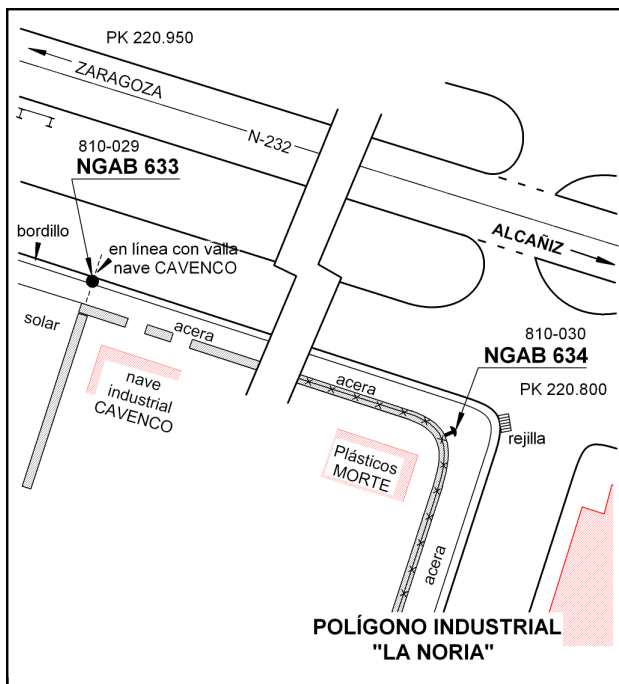 PK 220.950
ZARAGOZA
N-232
810-029
NGAB 633
bordillo
en línea con valla
nave CAVENCO
ALCAÑIZ
solar
acera
810-030
NGAB 634
nave
industrial
CAVENCO
acera
PK 220.800
rejilla
Plásticos
MORTE
acera
POLÍGONO INDUSTRIAL
"LA NORIA"